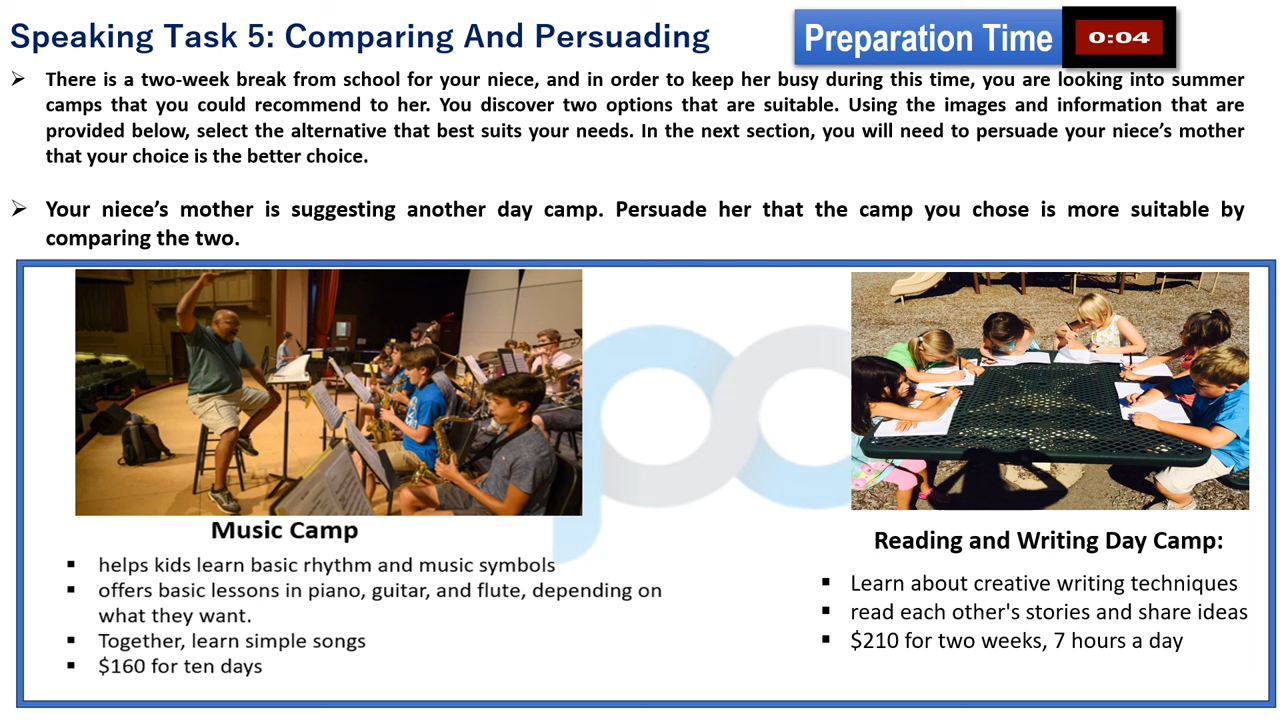 Speaking Task 5: Comparing And Persuading
Preparation Time
0:04
➢ There is a two-week break from school for your niece, and in order to keep her busy during this time, you are looking into summer
camps that you could recommend to her. You discover two options that are suitable. Using the images and information that are
provided below, select the alternative that best suits your needs. In the next section, you will need to persuade your niece’s mother
that your choice is the better choice.
➢ Your niece’s mother is suggesting another day camp. Persuade her that the camp you chose is more suitable by
comparing the two.
Music Camp
▪ helps kids learn basic rhythm and music symbols
▪ offers basic lessons in piano, guitar, and flute, depending on
what they want.
▪ Together, learn simple songs
▪ $160 for ten days
Reading and Writing Day Camp:
▪ Learn about creative writing techniques
▪ read each other's stories and share ideas
▪ $210 for two weeks, 7 hours a day